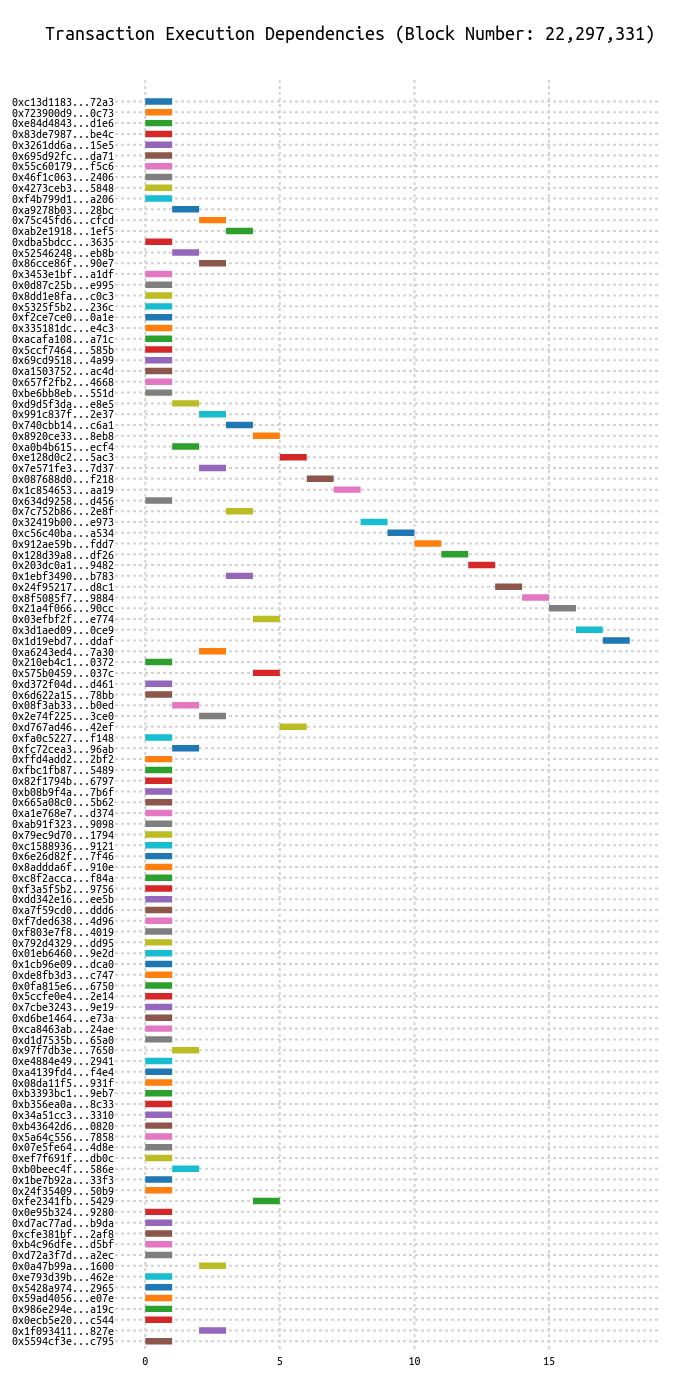 Transaction Execution Dependencies (Block Number: 22,297,331)
0xc13d1183...72a3
0x723900d9...0c73
0xe84d4843...d1e6
0x83de7987...be4c
0x3261dd6a...15e5
0x695d92fc...da71
0x55c60179...f5c6
0x46f1c063...2406
0x4273ceb3...5848
0xf4b799d1...a206
0xa9278b03...28bc
0x75c45fd6...cfcd
0xab2e1918...1ef5
0xdba5bdcc...3635
0x52546248...eb8b
0x86cce86f...90e7
0x3453e1bf...a1df
0x0d87c25b...e995
0x8dd1e8fa...c0c3
0x5325f5b2...236c
0xf2ce7ce0...0a1e
0x335181dc...e4c3
0xacafa108...a71c
0x5ccf7464...585b
0x69cd9518...4a99
0xa1503752...ac4d
0x657f2fb2...4668
0xbe6bb8eb...551d
0xd9d5f3da...e8e5
0x991c837f...2e37
0x740cbb14...c6a1
0x8920ce33...8eb8
0xa0b4b615...ecf4
0xe128d0c2...5ac3
0x7e571fe3...7d37
0x087688d0...f218
0x1c854653...aa19
0x634d9258...d456
0x7c752b86...2e8f
0x32419b00...e973
0xc56c40ba...a534
0x912ae59b...fdd7
0x128d39a8...df26
0x203dc0a1...9482
0x1ebf3490...b783
0x24f95217...d8c1
0x8f5085f7...9884
0x21a4f066...90cc
0x03efbf2f...e774
0x3d1aed09...0ce9
0x1d19ebd7...ddaf
0xa6243ed4...7a30
0x210eb4c1...0372
0x575b0459...037c
0xd372f04d...d461
0x6d622a15...78bb
0x08f3ab33...b0ed
0x2e74f225...3ce0
0xd767ad46...42ef
0xfa0c5227...f148
0xfc72cea3...96ab
0xffd4add2...2bf2
0xfbc1fb87...5489
0x82f1794b...6797
0xb08b9f4a...7b6f
0x665a08c0...5b62
0xa1e768e7...d374
0xab91f323...9098
0x79ec9d70...1794
0xc1588936...9121
0x6e26d82f...7f46
0x8addda6f...910e
0xc8f2acca...f84a
0xf3a5f5b2...9756
0xdd342e16...ee5b
0xa7f59cd0...ddd6
0xf7ded638...4d96
0xf803e7f8...4019
0x792d4329...dd95
0x01eb6460...9e2d
0x1cb96e09...dca0
0xde8fb3d3...c747
0x0fa815e6...6750
0x5ccfe0e4...2e14
0x7cbe3243...9e19
0xd6be1464...e73a
0xca8463ab...24ae
0xd1d7535b...65a0
0x97f7db3e...7650
0xe4884e49...2941
0xa4139fd4...f4e4
0x08da11f5...931f
0xb3393bc1...9eb7
0xb356ea0a...8c33
0x34a51cc3...3310
0xb43642d6...0820
0x5a64c556...7858
0x07e5fe64...4d8e
0xef7f691f...db0c
0xb0beec4f...586e
0x1be7b92a...33f3
0x24f35409...50b9
0xfe2341fb...5429
0x0e95b324...9280
0xd7ac77ad...b9da
0xcfe381bf...2af8
0xb4c96dfe...d5bf
0xd72a3f7d...a2ec
0x0a47b99a...1600
0xe793d39b...462e
0x5428a974...2965
0x59ad4056...e07e
0x986e294e...a19c
0x0ecb5e20...c544
0x1f093411...827e
0x5594cf3e...c795
0 5 10 15